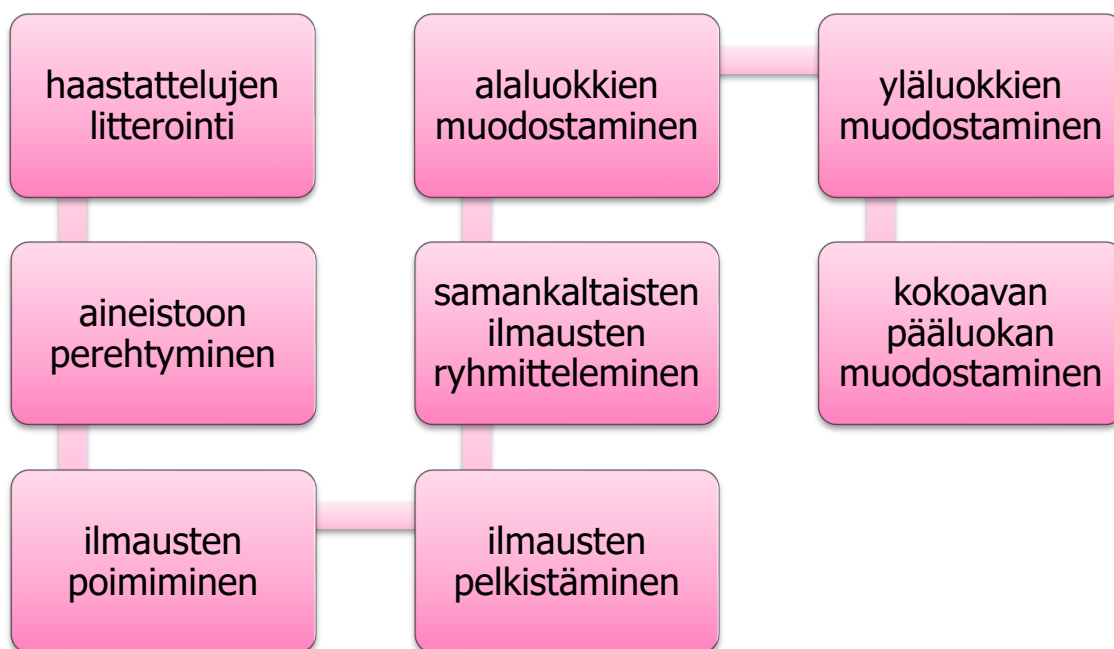 haastattelujen
litterointi
aineistoon
perehtyminen
ilmausten
poimiminen
ilmausten
pelkistäminen
samankaltaisten
ilmausten
ryhmitteleminen
alaluokkien
muodostaminen
yläluokkien
muodostaminen
kokoavan
pääluokan
muodostaminen